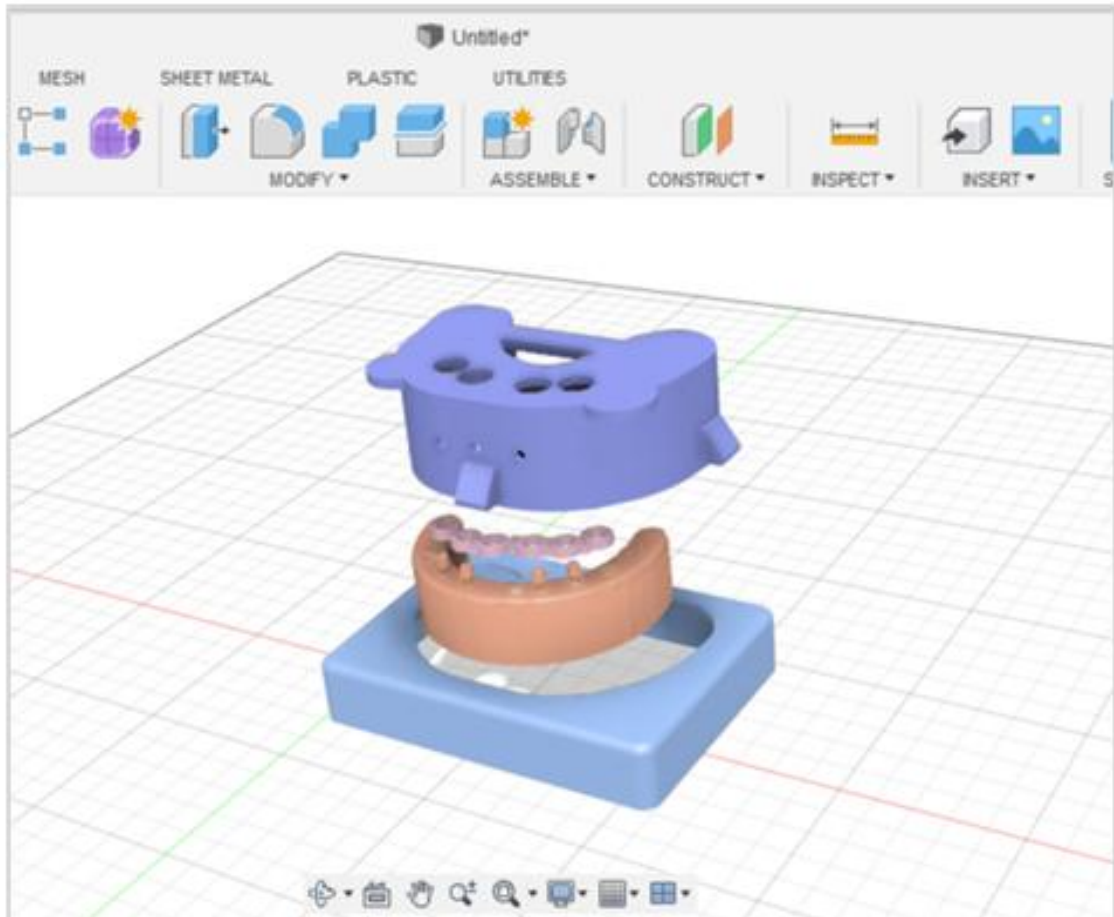 Untitled*
MESH SHEET METAL PLASTIC UTILITIES
MODIFY ASSEMBLE CONSTRUCT INSPECT INSERT S